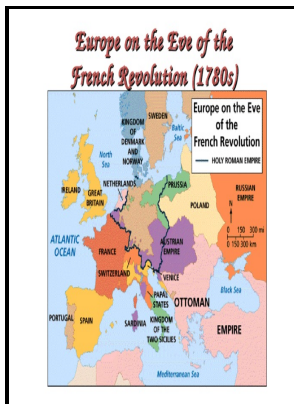 Europe on the Eve of the
French Revolution (1780s)
Europe on the Eve
of the
French Revolution
HOLY ROMAN EMPIRE
KINGDOM
OF
DENMARK
AND
NORWAY
SWEDEN
Baltic
Sea
North
Sea
NETHERLANDS
PRUSSIA
RUSSIAN
EMPIRE
IRELAND
GREAT
BRITAIN
POLAND
N
0 150 300 mi
0 150 300 km
ATLANTIC
OCEAN
FRANCE
AUSTRIAN
EMPIRE
SWITZERLAND
VENICE
Black Sea
PAPAL
STATES
OTTOMAN
EMPIRE
PORTUGAL
SPAIN
SARDINIA
KINGDOM
OF THE
TWO SICILIES
Mediterranean Sea